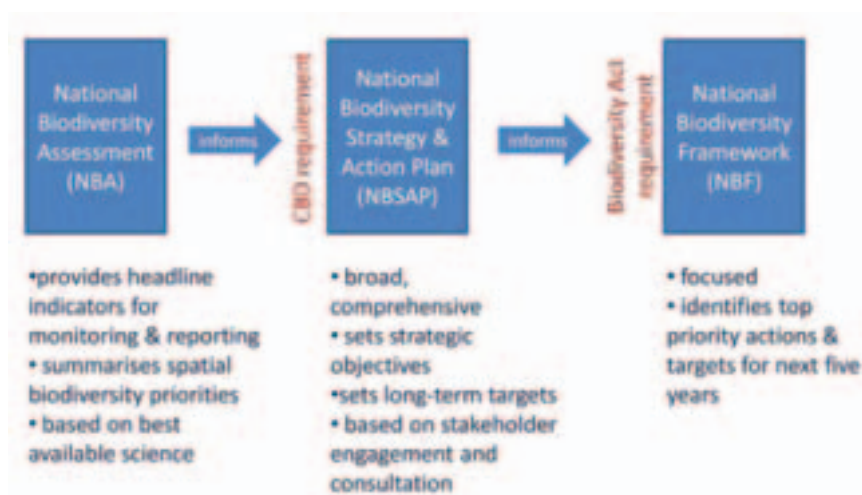 National
Biodiversity
Assessment
(NBA)
informs
CBD requirement
National
Biodiversity
Strategy &
Action Plan
(NBSAP)
informs
Biodiversity Act
requirement
National
Biodiversity
Framework
(NBF)
•provides headline
indicators for
monitoring & reporting
• summarises spatial
biodiversity priorities
• based on best
available science
• broad,
comprehensive
• sets strategic
objectives
•sets long-term targets
• based on stakeholder
engagement and
consultation
• focused
• identifies top
priority actions &
targets for next five
years